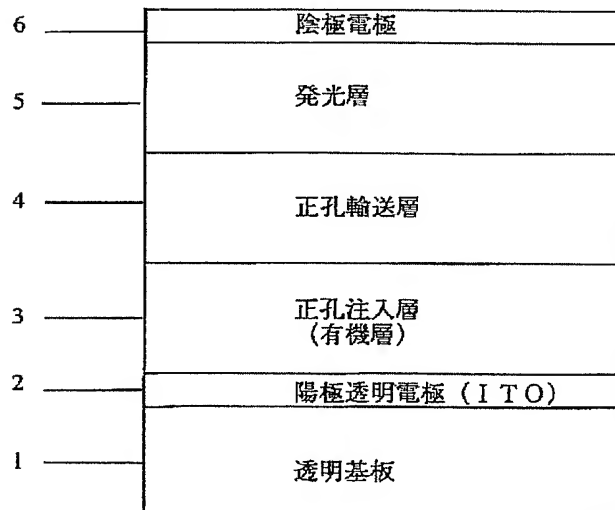 6 陰極電極
5 発光層
4 正孔輸送層
3 正孔注入層
(有機層)
2 陽極透明電極 (ITO)
1 透明基板